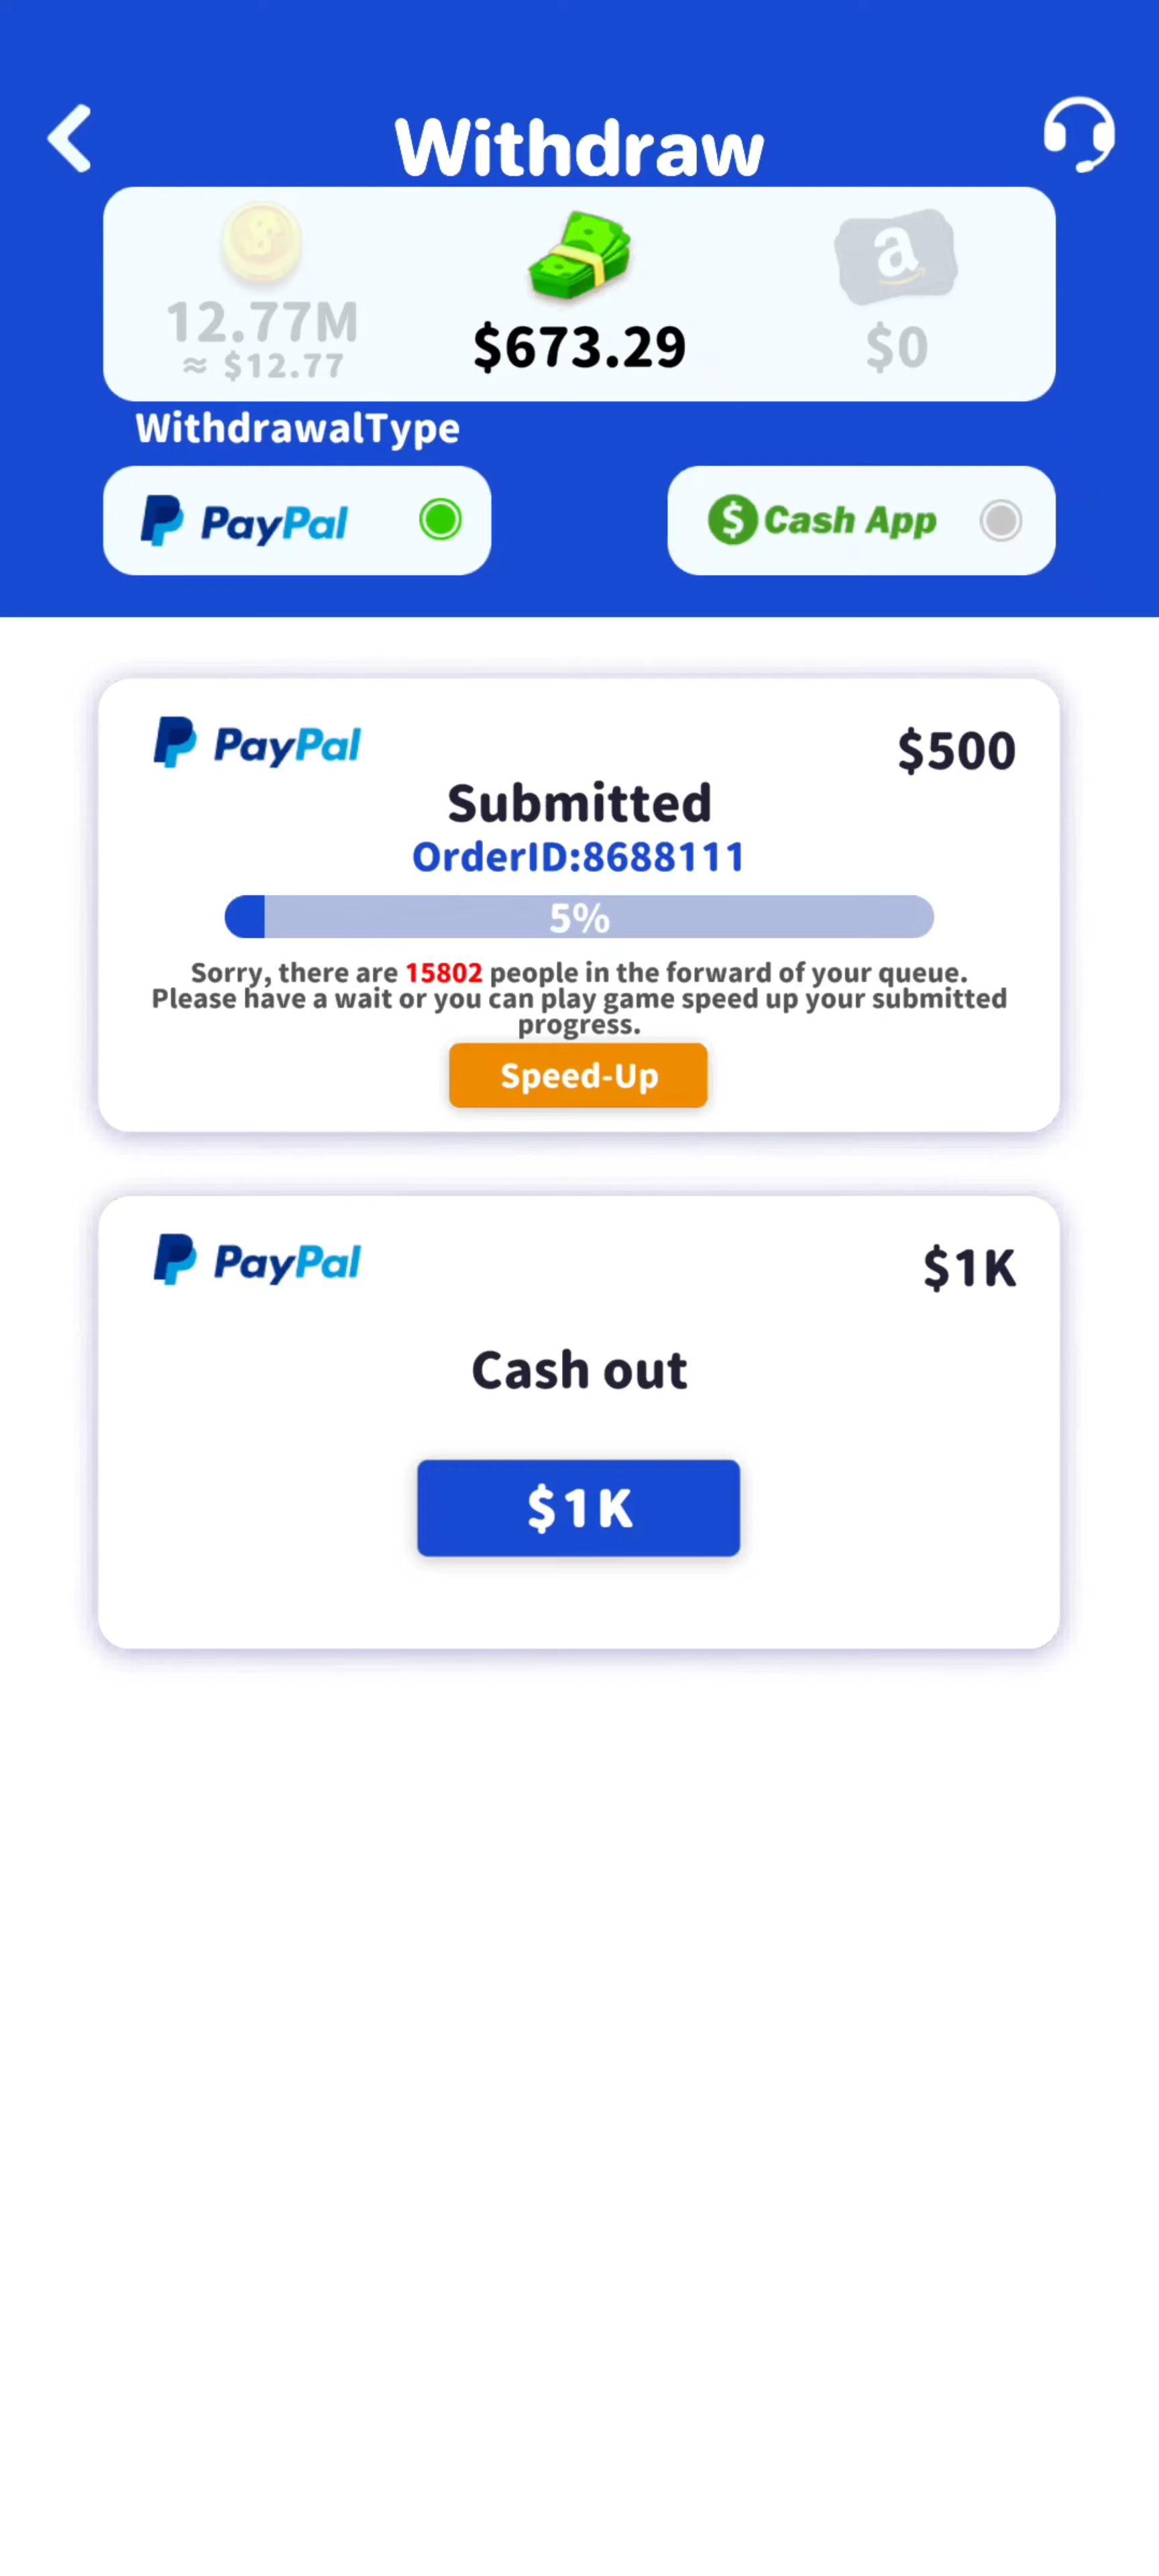 Withdraw
12.77M
≈ $12.77
$673.29
a
$0
WithdrawalType
PayPal
$ Cash App
PayPal
$500
Submitted
OrderID:8688111
5%
Sorry, there are 15802 people in the forward of your queue.
Please have a wait or you can play game speed up your submitted
progress.
Speed-Up
PayPal
$1K
Cash out
$1K